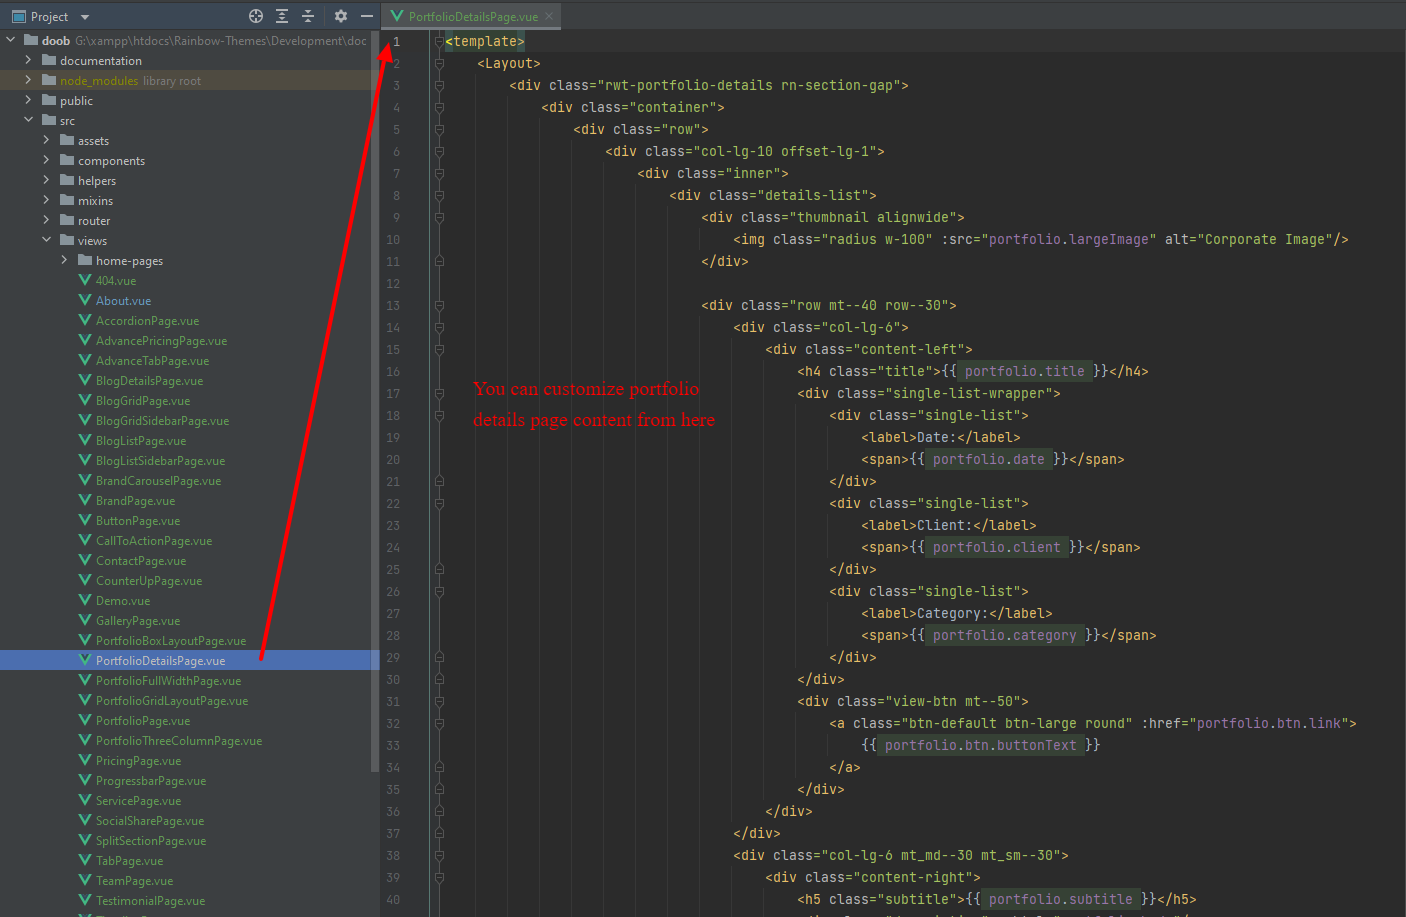 Project
PortfolioDetailsPage.vue
doob G:\xampp\htdocs\Rainbow-Themes\Development\doc
documentation
node_modules library root
public
src
assets
components
helpers
mixins
router
views
home-pages
404.vue
About.vue
AccordionPage.vue
AdvancePricingPage.vue
AdvanceTabPage.vue
BlogDetailsPage.vue
BlogGridPage.vue
BlogGridSidebarPage.vue
BlogListPage.vue
BlogListSidebarPage.vue
BrandCarouselPage.vue
BrandPage.vue
ButtonPage.vue
CallToActionPage.vue
ContactPage.vue
CounterUpPage.vue
Demo.vue
GalleryPage.vue
PortfolioBoxLayoutPage.vue
PortfolioDetailsPage.vue
PortfolioFullWidthPage.vue
PortfolioGridLayoutPage.vue
PortfolioPage.vue
PortfolioThreeColumnPage.vue
PricingPage.vue
ProgressbarPage.vue
ServicePage.vue
SocialSharePage.vue
SplitSectionPage.vue
TabPage.vue
TeamPage.vue
TestimonialPage.vue
1 <template>
2 <Layout>
3 <div class="rwt-portfolio-details rn-section-gap">
4 <div class="container">
5 <div class="row">
6 <div class="col-lg-10 offset-lg-1">
7 <div class="inner">
8 <div class="details-list">
9 <div class="thumbnail alignwide">
10 <img class="radius w-100" :src="portfolio.largeImage" alt="Corporate Image"/>
11 </div>
12
13 <div class="row mt--40 row--30">
14 <div class="col-lg-6">
15 <div class="content-left">
16 <h4 class="title">{{ portfolio.title }}</h4>
17 <div class="single-list-wrapper">
18 <div class="single-list">
19 <label>Date:</label>
20 <span>{{ portfolio.date }}</span>
21 </div>
22 <div class="single-list">
23 <label>Client:</label>
24 <span>{{ portfolio.client }}</span>
25 </div>
26 <div class="single-list">
27 <label>Category:</label>
28 <span>{{ portfolio.category }}</span>
29 </div>
30 </div>
31 <div class="view-btn mt--50">
32 <a class="btn-default btn-large round" :href="portfolio.btn.link">
33 {{ portfolio.btn.buttonText }}
34 </a>
35 </div>
36 </div>
37 </div>
38 <div class="col-lg-6 mt_md--30 mt_sm--30">
39 <div class="content-right">
40 <h5 class="subtitle">{{ portfolio.subtitle }}</h5>
You can customize portfolio
details page content from here